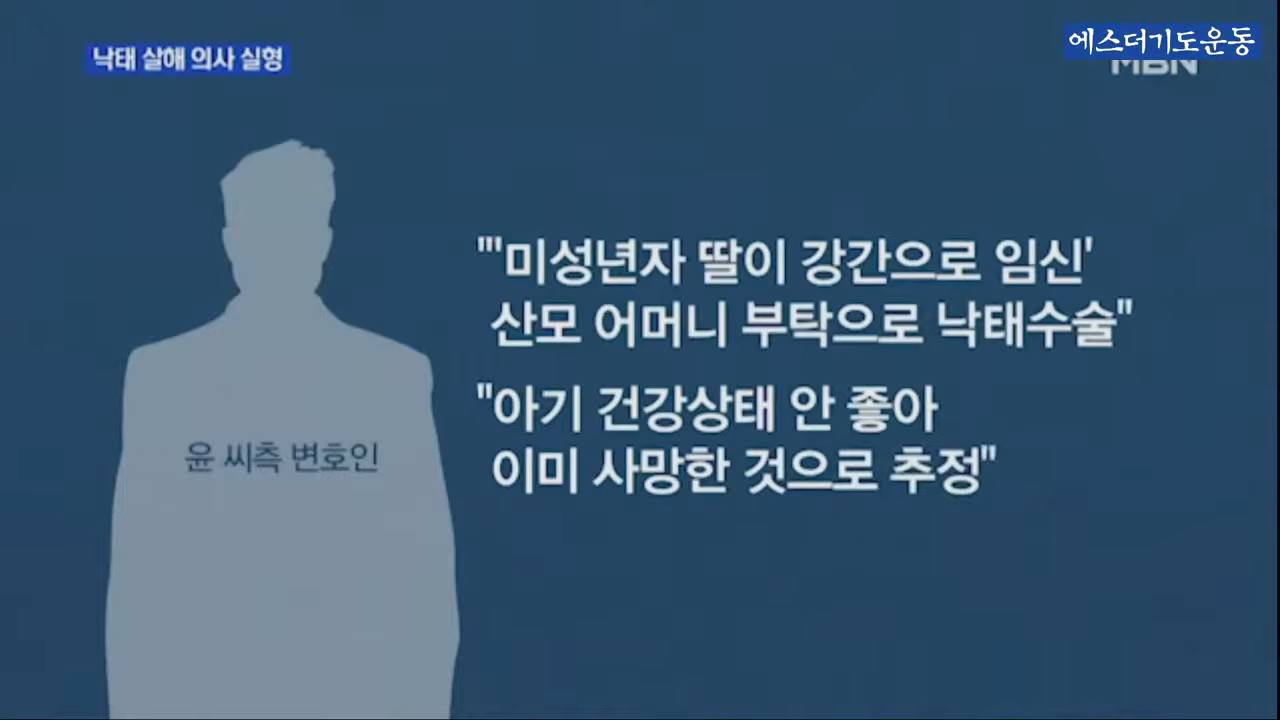 낙태 살해 의사 실형
에스더기도운동
MBN
"'미성년자 딸이 강간으로 임신'
산모 어머니 부탁으로 낙태수술"
"아기 건강상태 안 좋아
이미 사망한 것으로 추정"
윤 씨측 변호인